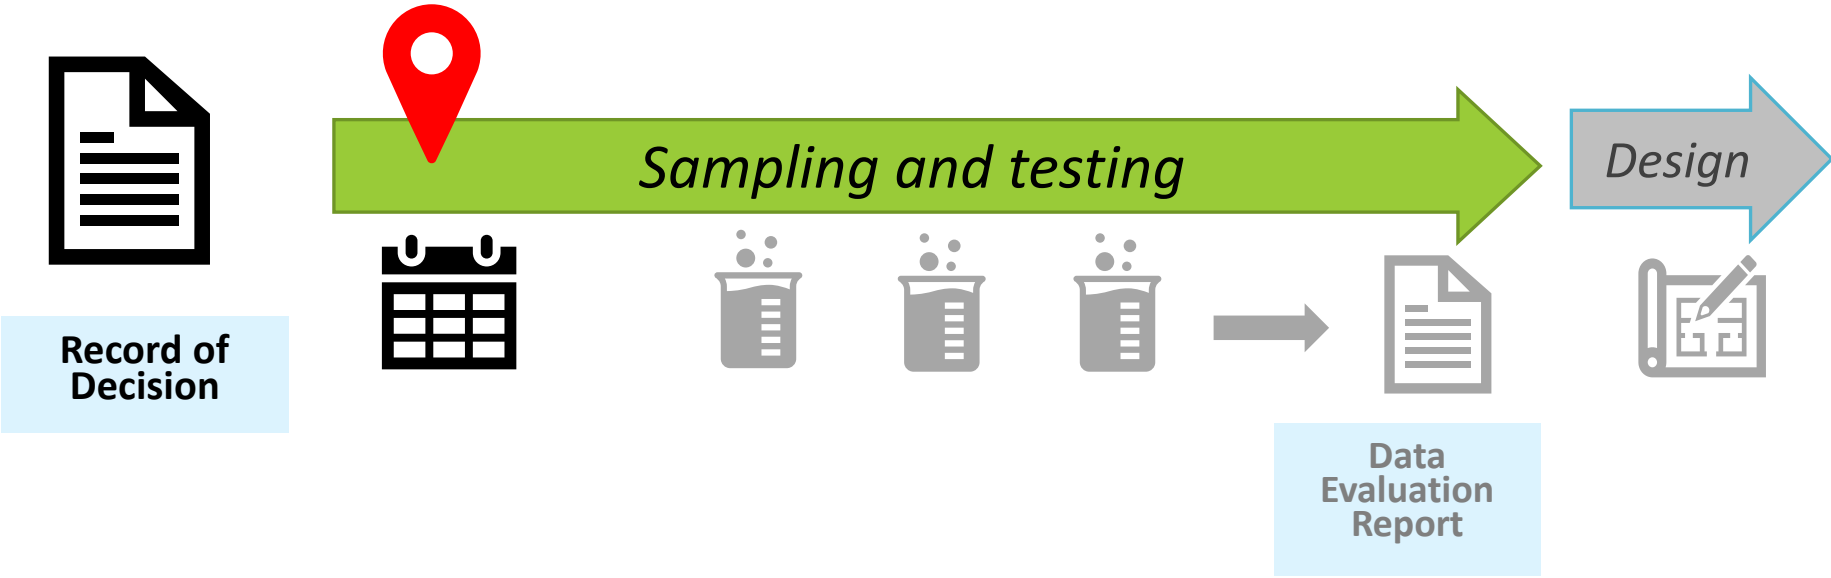 Sampling and testing
Design
Record of
Decision
Data
Evaluation
Report